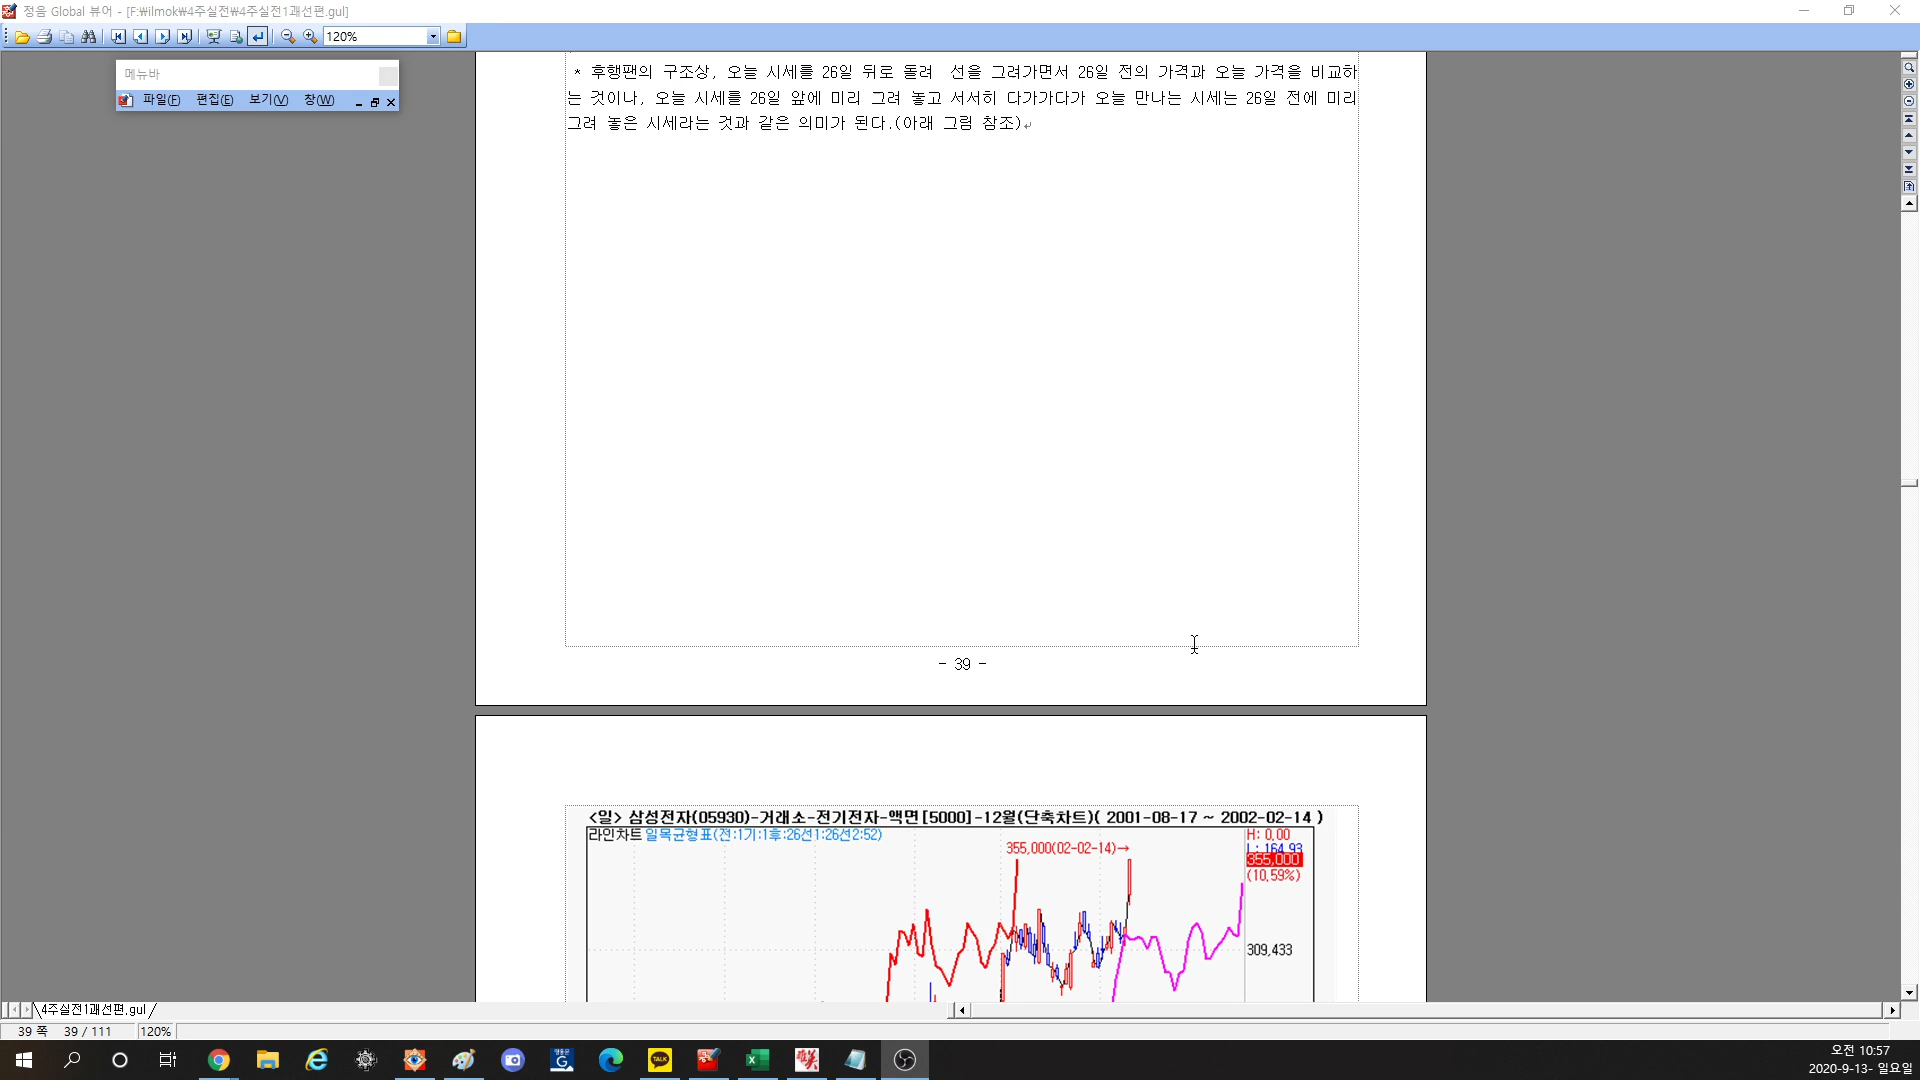 정음 Global 뷰어 - [F:₩ilmok₩4주실전₩4주실전1괘선편.gul]
120%
메뉴바
파일(F) 편집(E) 보기(V) 창(W)
* 후행팬의 구조상, 오늘 시세를 26일 뒤로 돌려 선을 그려가면서 26일 전의 가격과 오늘 가격을 비교하
는 것이나, 오늘 시세를 26일 앞에 미리 그려 놓고 서서히 다가가다가 오늘 만나는 시세는 26일 전에 미리
그려 놓은 시세라는 것과 같은 의미가 된다.(아래 그림 참조)
- 39 -
<일> 삼성전자(05930)-거래소-전기전자-액면[5000]-12월(단축차트)( 2001-08-17 ~ 2002-02-14 )
라인차트 일목균형표(전:1기:1후:26선1:26선2:52)
H: 0.00
355,000(02-02-14)→
L: 164.93
355,000
(10.59%)
309,433
4주실전1괘선편.gul
39 쪽 39 / 111 120%
TALK
오전 10:57
2020-9-13- 일요일